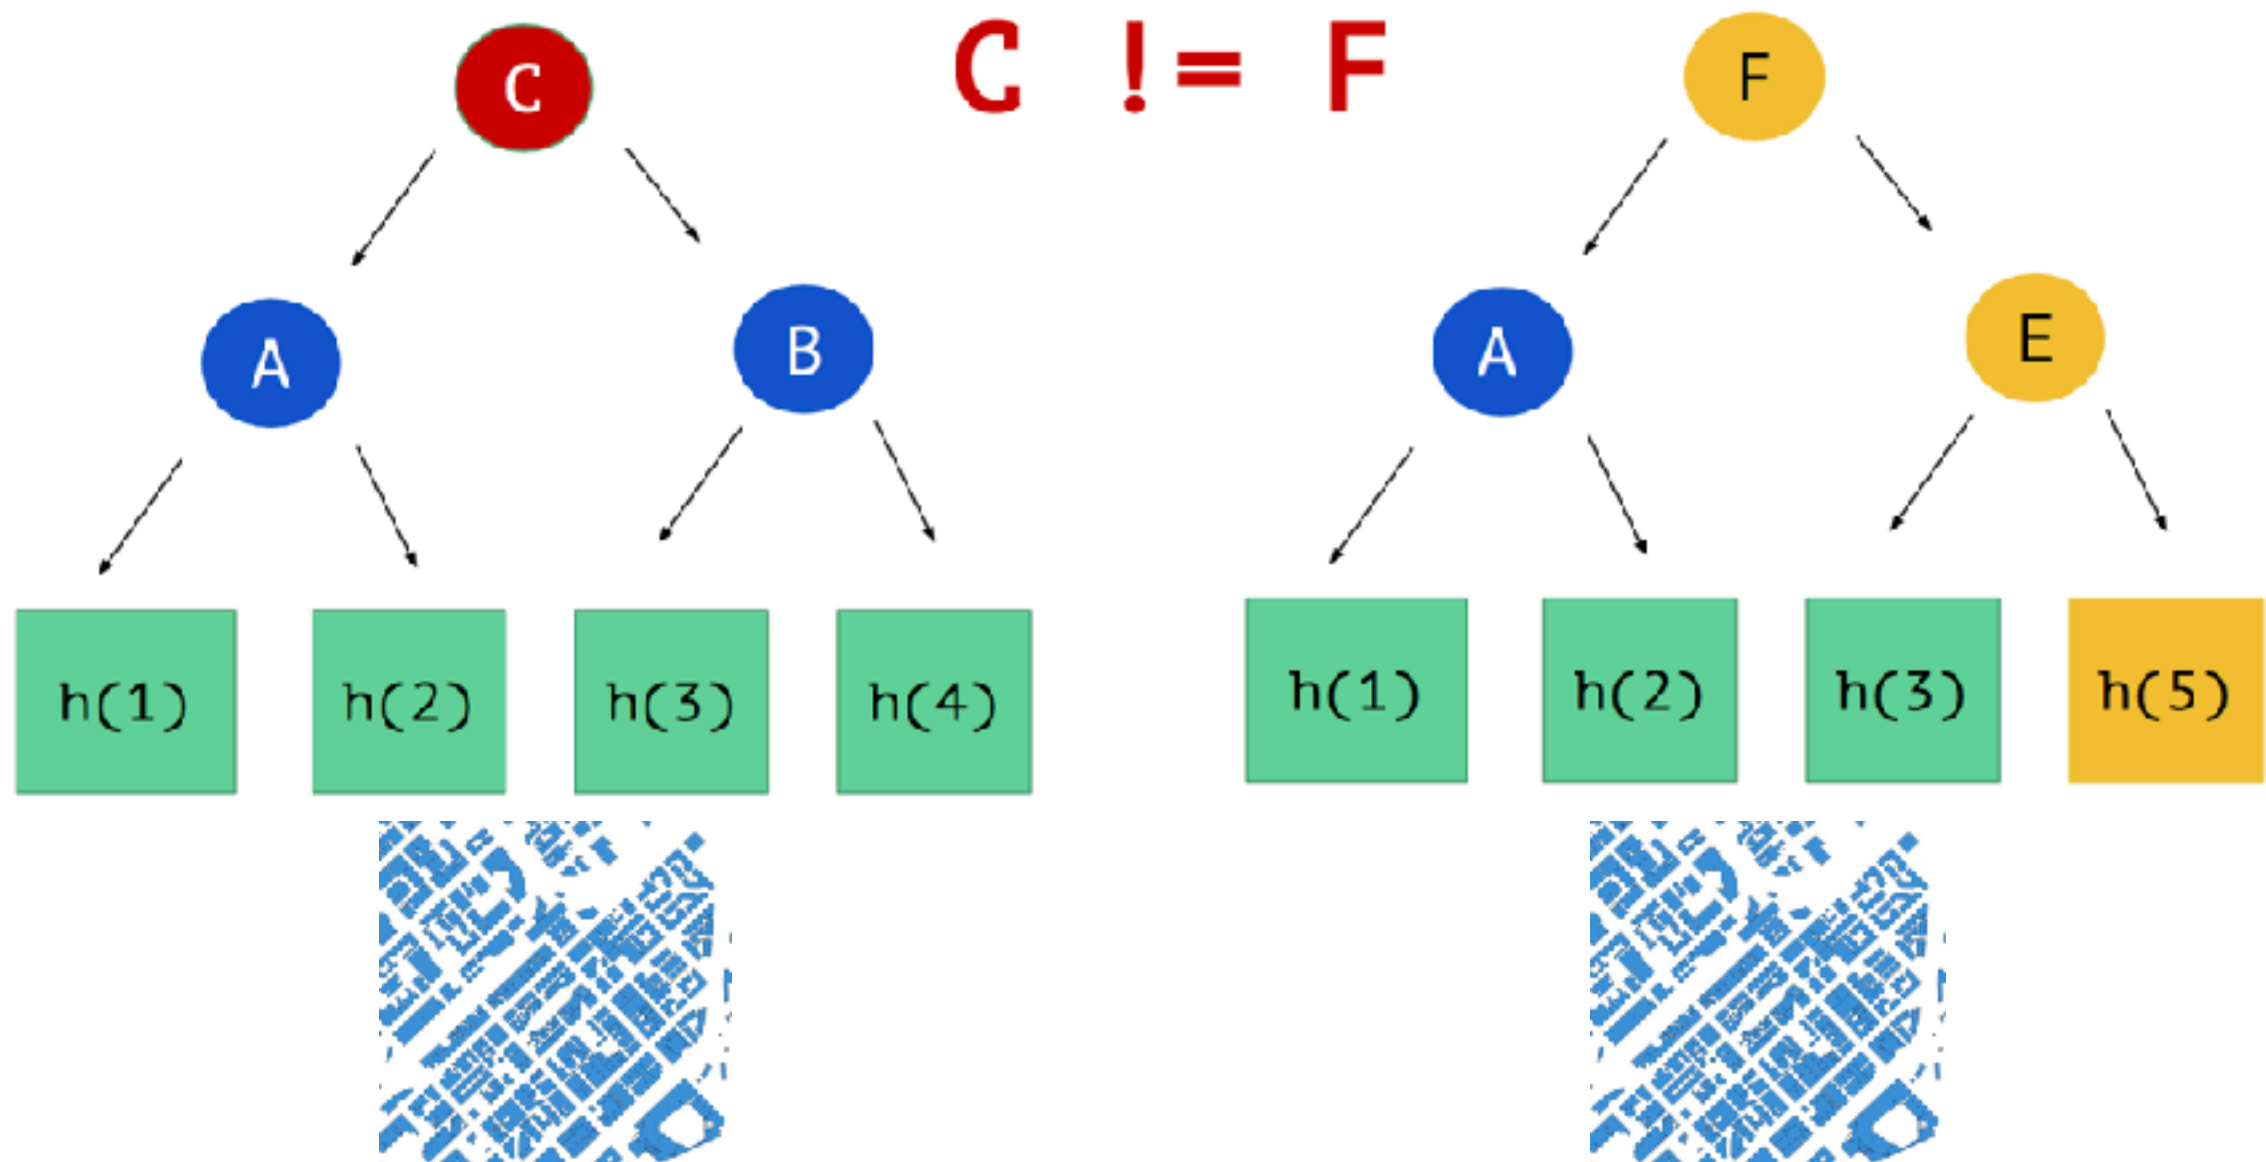 C
C != F
F
A
B
A
E
h(1)
h(2)
h(3)
h(4)
h(1)
h(2)
h(3)
h(5)